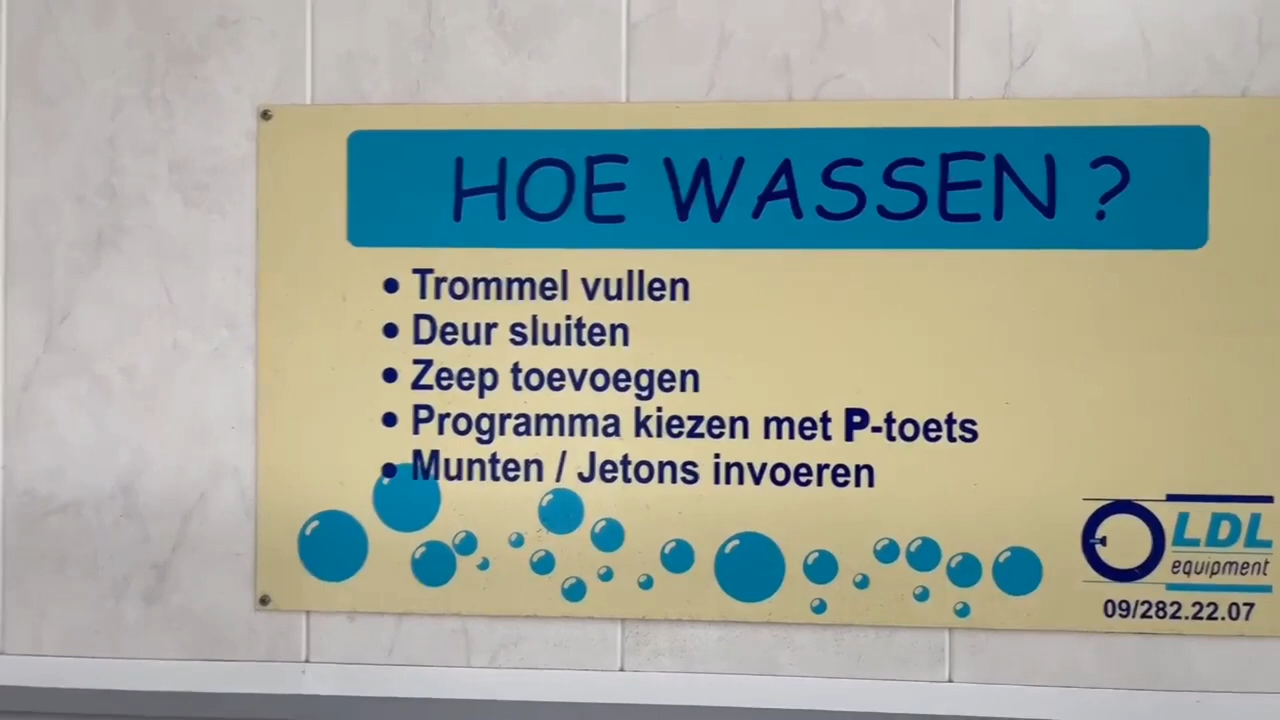 HOE WASSEN ?
• Trommel vullen
• Deur sluiten
• Zeep toevoegen
• Programma kiezen met P-toets
• Munten / Jetons invoeren
LDL
equipment
09/282.22.07